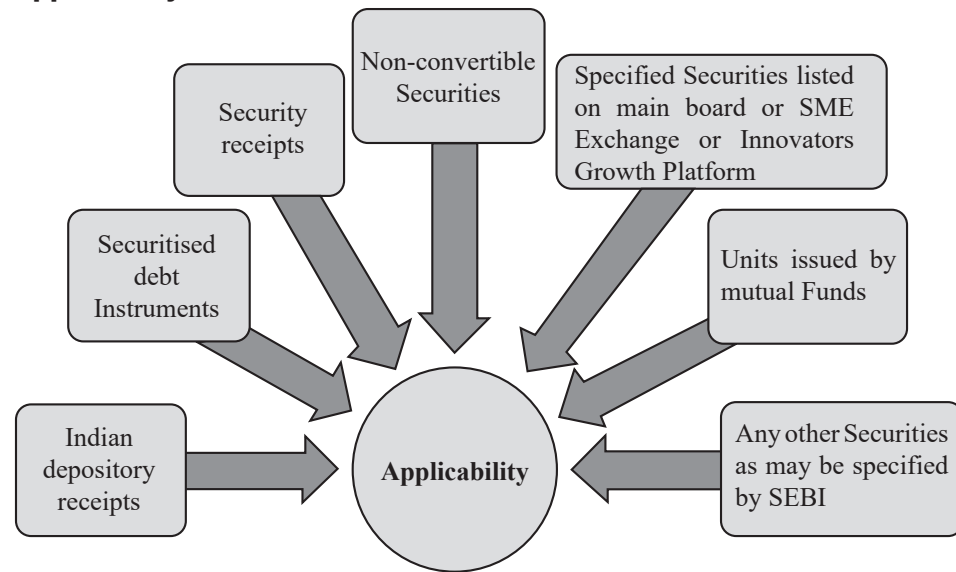 Non-convertible
Securities
Specified Securities listed
on main board or SME
Exchange or Innovators
Growth Platform
Security
receipts
Securitised
debt
Instruments
Units issued by
mutual Funds
Indian
depository
receipts
Applicability
Any other Securities
as may be specified
by SEBI